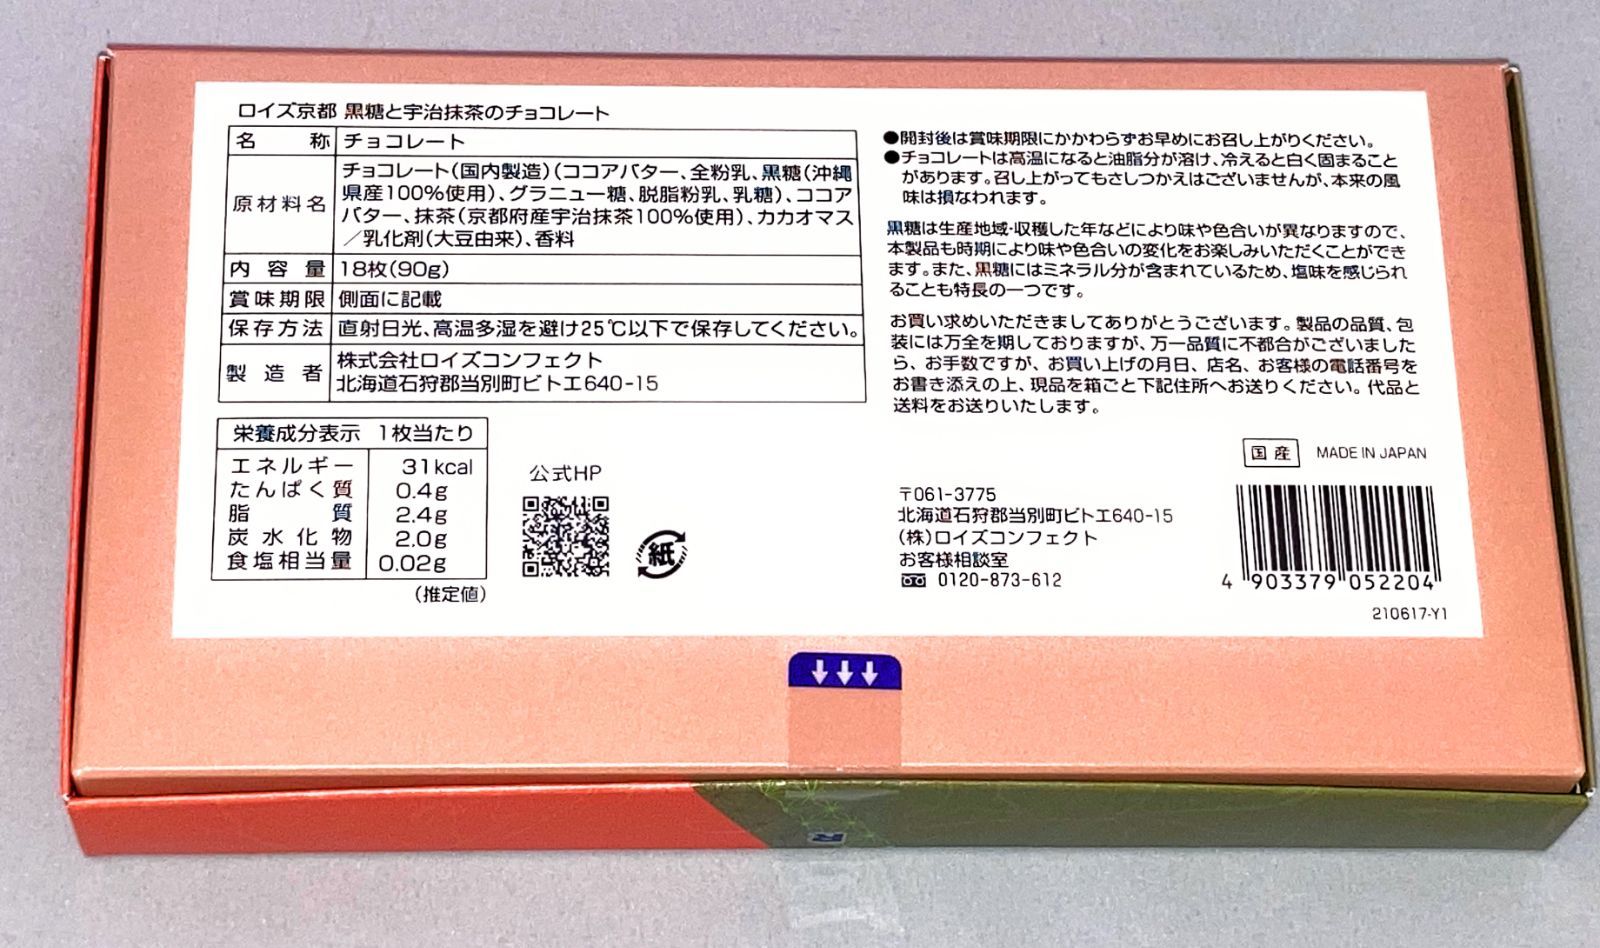 ロイズ京都 黒糖と宇治抹茶のチョコレート
名称 チョコレート
原材料名 チョコレート(国内製造)(ココアバター、全粉乳、黒糖(沖縄
県産100%使用)、グラニュー糖、脱脂粉乳、乳糖)、ココア
バター、抹茶(京都府産宇治抹茶100%使用)、カカオマス
/乳化剤(大豆由来)、香料
内容量 18枚(90g)
賞味期限 側面に記載
保存方法 直射日光、高温多湿を避け25℃以下で保存してください。
製造者 株式会社ロイズコンフェクト
北海道石狩郡当別町ビトエ640-15
栄養成分表示 1枚当たり
エネルギー 31kcal
たんぱく質 0.4g
脂質 2.4g
炭水化物 2.0g
食塩相当量 0.02g
(推定値)
公式HP
紙
●開封後は賞味期限にかかわらずお早めにお召し上がりください。
●チョコレートは高温になると油脂分が溶け、冷えると白く固まること
があります。召し上がってもさしつかえはございませんが、本来の風
味は損なわれます。
黒糖は生産地域・収穫した年などにより味や色合いが異なりますので、
本製品も時期により味や色合いの変化をお楽しみいただくことができ
ます。また、黒糖にはミネラル分が含まれているため、塩味を感じられ
ることも特長の一つです。
お買い求めいただきましてありがとうございます。製品の品質、包
装には万全を期しておりますが、万一品質に不都合がございました
ら、お手数ですが、お買い上げの月日、店名、お客様の電話番号を
お書き添えの上、現品を箱ごと下記住所へお送りください。代品と
送料をお送りいたします。
国産 MADE IN JAPAN
〒061-3775
北海道石狩郡当別町ビトエ640-15
(株)ロイズコンフェクト
お客様相談室
0120-873-612
4 903379 052204
210617-Y1
R